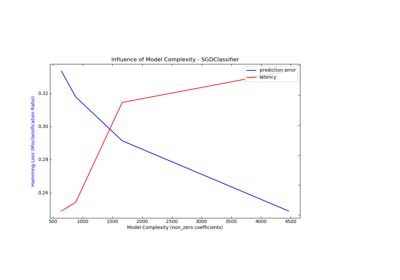 Influence of Model Complexity - SGDClassifier
prediction error
latency
0.32
0.30
0.28
0.26
Hamming Loss (Misclassification Ratio)
500 1000 1500 2000 2500 3000 3500 4000 4500
Model Complexity (non_zero coefficients)